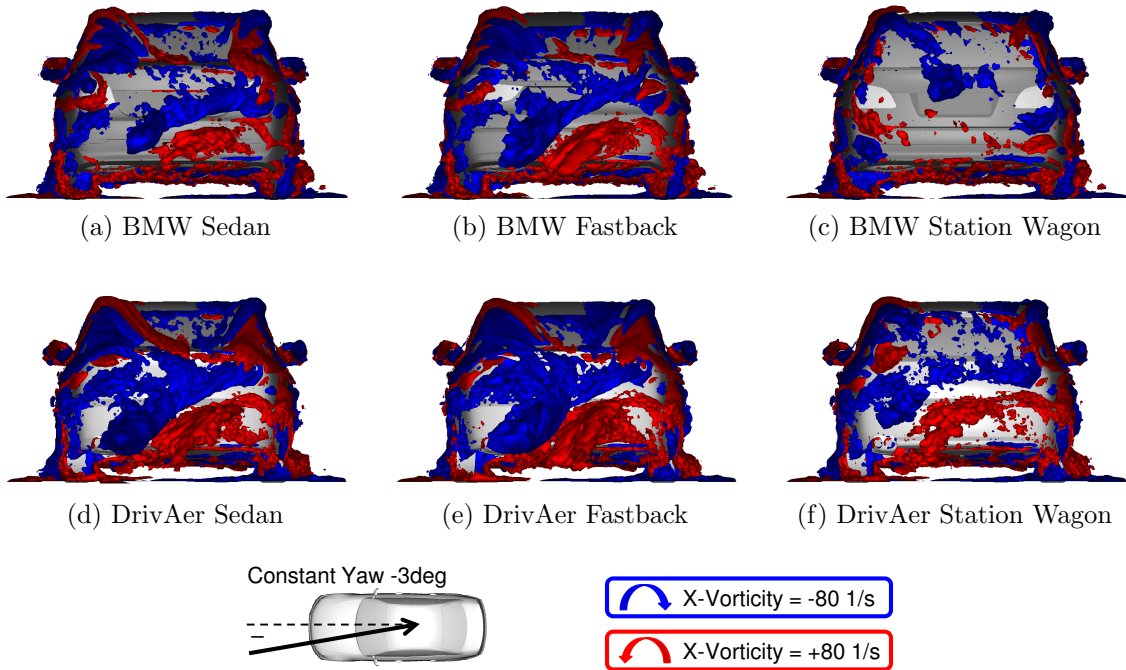 (a) BMW Sedan
(b) BMW Fastback
(c) BMW Station Wagon
(d) DrivAer Sedan
(e) DrivAer Fastback
(f) DrivAer Station Wagon
Constant Yaw -3deg
–
X-Vorticity = -80 1/s
X-Vorticity = +80 1/s